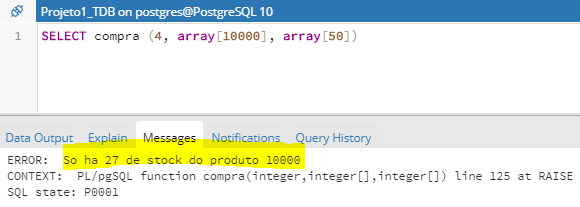 Projeto1_TDB on postgres@PostgreSQL 10
1 SELECT compra (4, array[10000], array[50])
Data Output Explain Messages Notifications Query History
ERROR: So ha 27 de stock do produto 10000
CONTEXT: PL/pgSQL function compra(integer,integer[],integer[]) line 125 at RAISE
SQL state: P0001